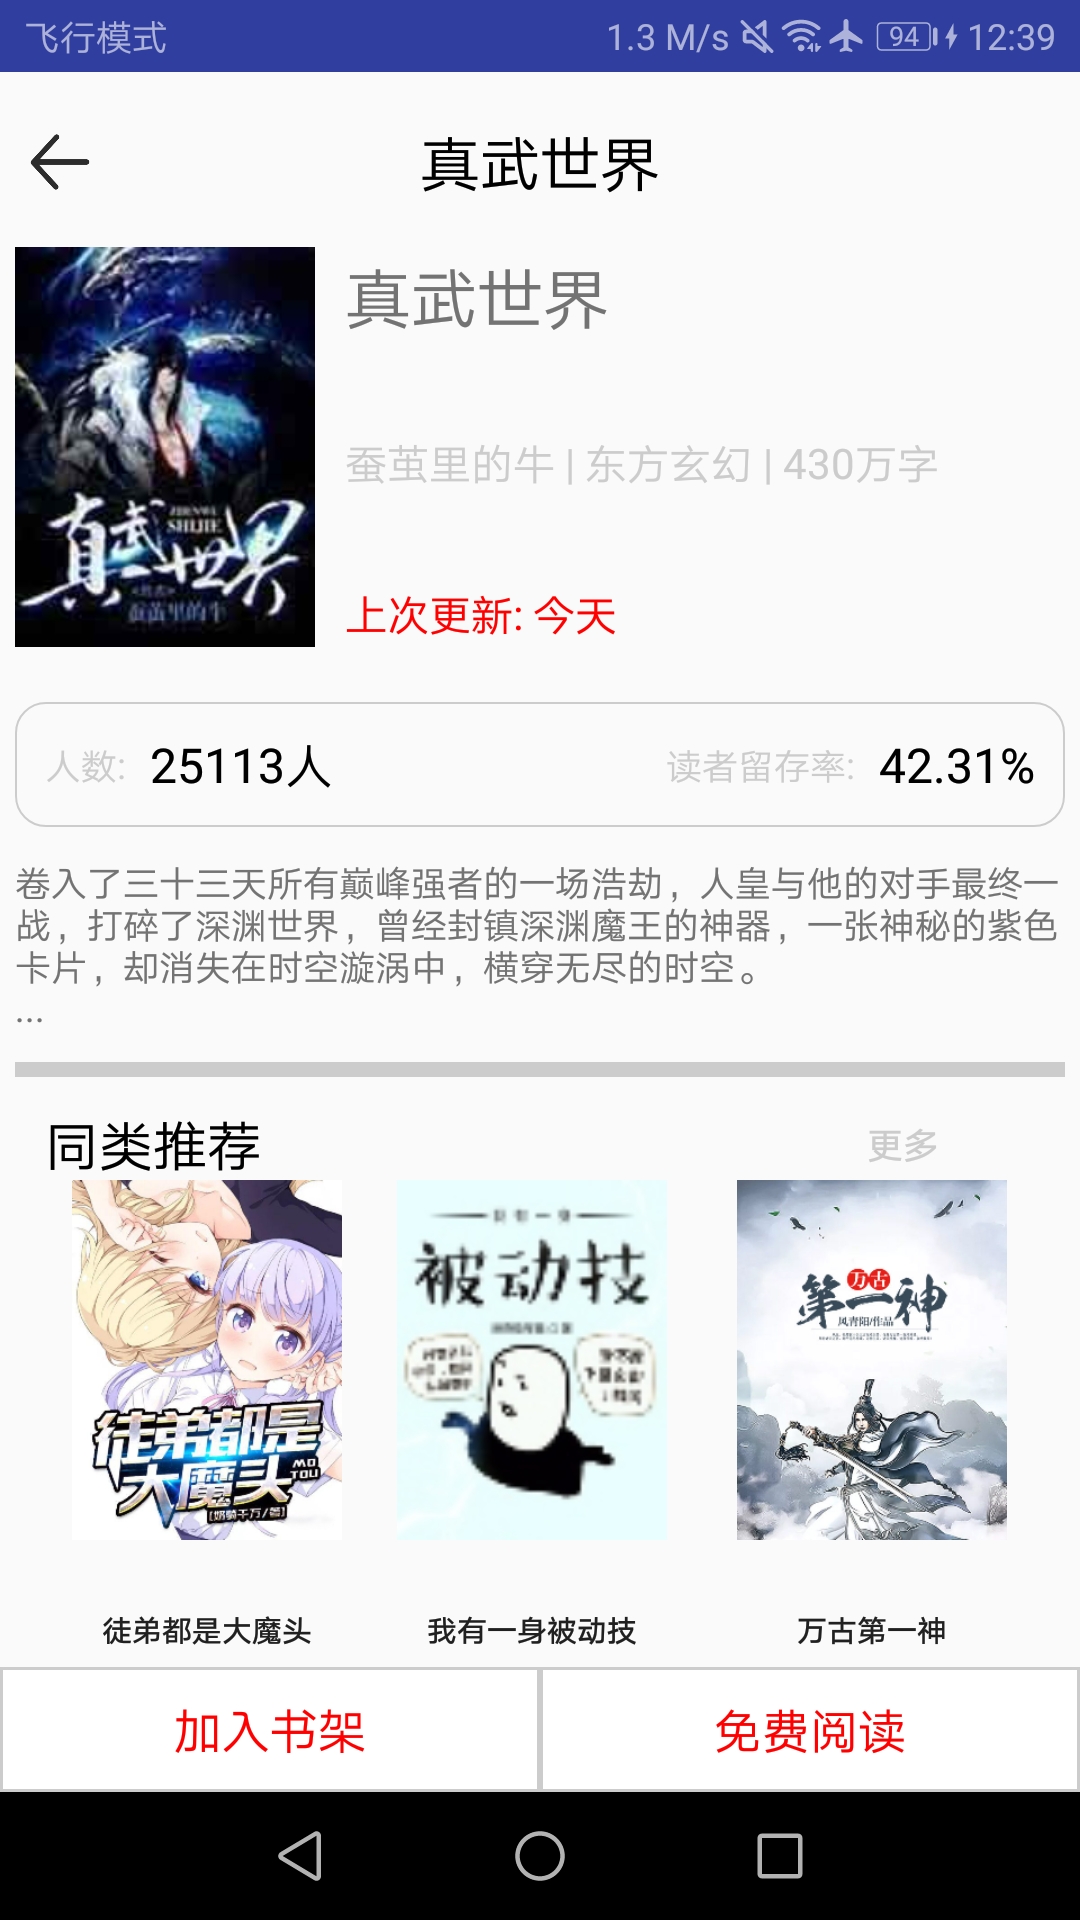 飞行模式 1.3 M/s 94 12:39
真武世界
真武世界
蚕茧里的牛 | 东方玄幻 | 430万字
上次更新: 今天
真武世界
ZHENWU
SHIJIE
蚕茧里的牛
人数: 25113人 读者留存率: 42.31%
卷入了三十三天所有巅峰强者的一场浩劫，人皇与他的对手最终一
战，打碎了深渊世界，曾经封镇深渊魔王的神器，一张神秘的紫色
卡片，却消失在时空漩涡中，横穿无尽的时空。
...
同类推荐 更多
徒弟都是
大魔头
MO
TOU
被动技
万古
第一神
风青阳/作品
徒弟都是大魔头 我有一身被动技 万古第一神
加入书架 免费阅读